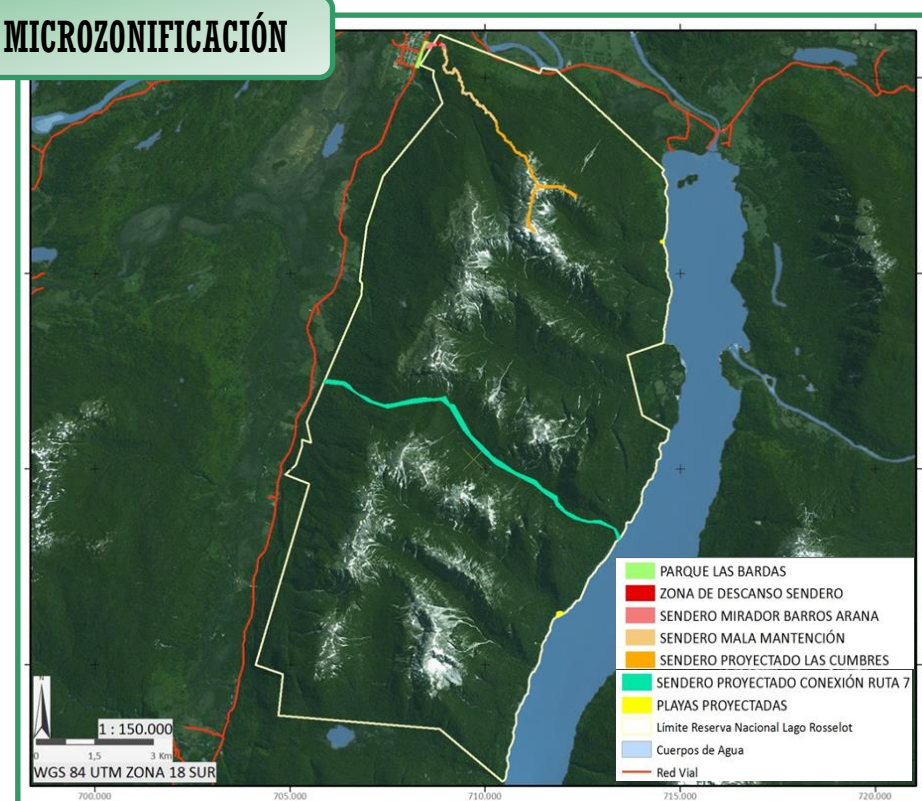 MICROZONIFICACIÓN
PARQUE LAS BARDAS
ZONA DE DESCANSO SENDERO
SENDERO MIRADOR BARROS ARANA
SENDERO MALA MANTENCIÓN
SENDERO PROYECTADO LAS CUMBRES
SENDERO PROYECTADO CONEXIÓN RUTA 7
PLAYAS PROYECTADAS
Límite Reserva Nacional Lago Rosselot
Cuerpos de Agua
Red Vial
N
1 : 150.000
0 1,5 3 Km
WGS 84 UTM ZONA 18 SUR
700.000 705.000 710.000 715.000 720.000